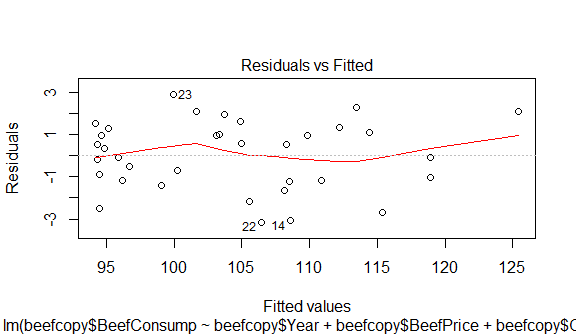 Residuals vs Fitted
Residuals
3
1
-1
-3
23
22
14
95 100 105 110 115 120 125
Fitted values
lm(beefcopy$BeefConsump ~ beefcopy$Year + beefcopy$BeefPrice + beefcopy$C